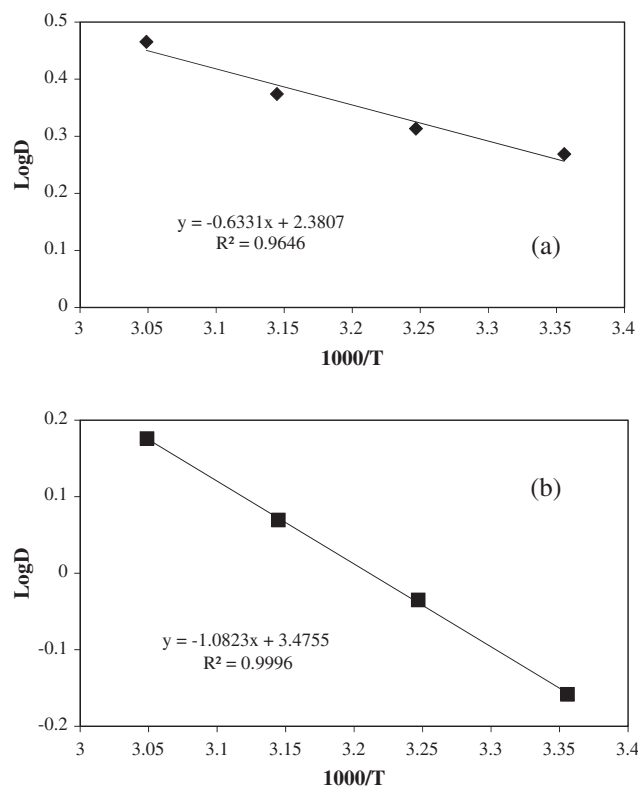 0.5
0.4
0.3
0.2
0.1
0
LogD
y = -0.6331x + 2.3807
R² = 0.9646
(a)
3 3.05 3.1 3.15 3.2 3.25 3.3 3.35 3.4
1000/T
0.2
0.1
0
-0.1
-0.2
LogD
(b)
y = -1.0823x + 3.4755
R² = 0.9996
3 3.05 3.1 3.15 3.2 3.25 3.3 3.35 3.4
1000/T